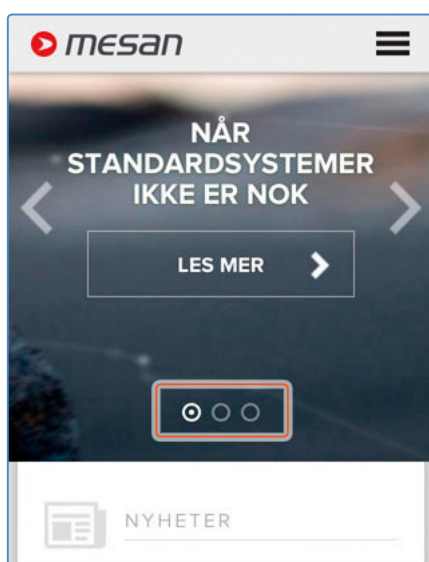 mesan
NÅR
STANDARDSYSTEMER
IKKE ER NOK
LES MER
NYHETER